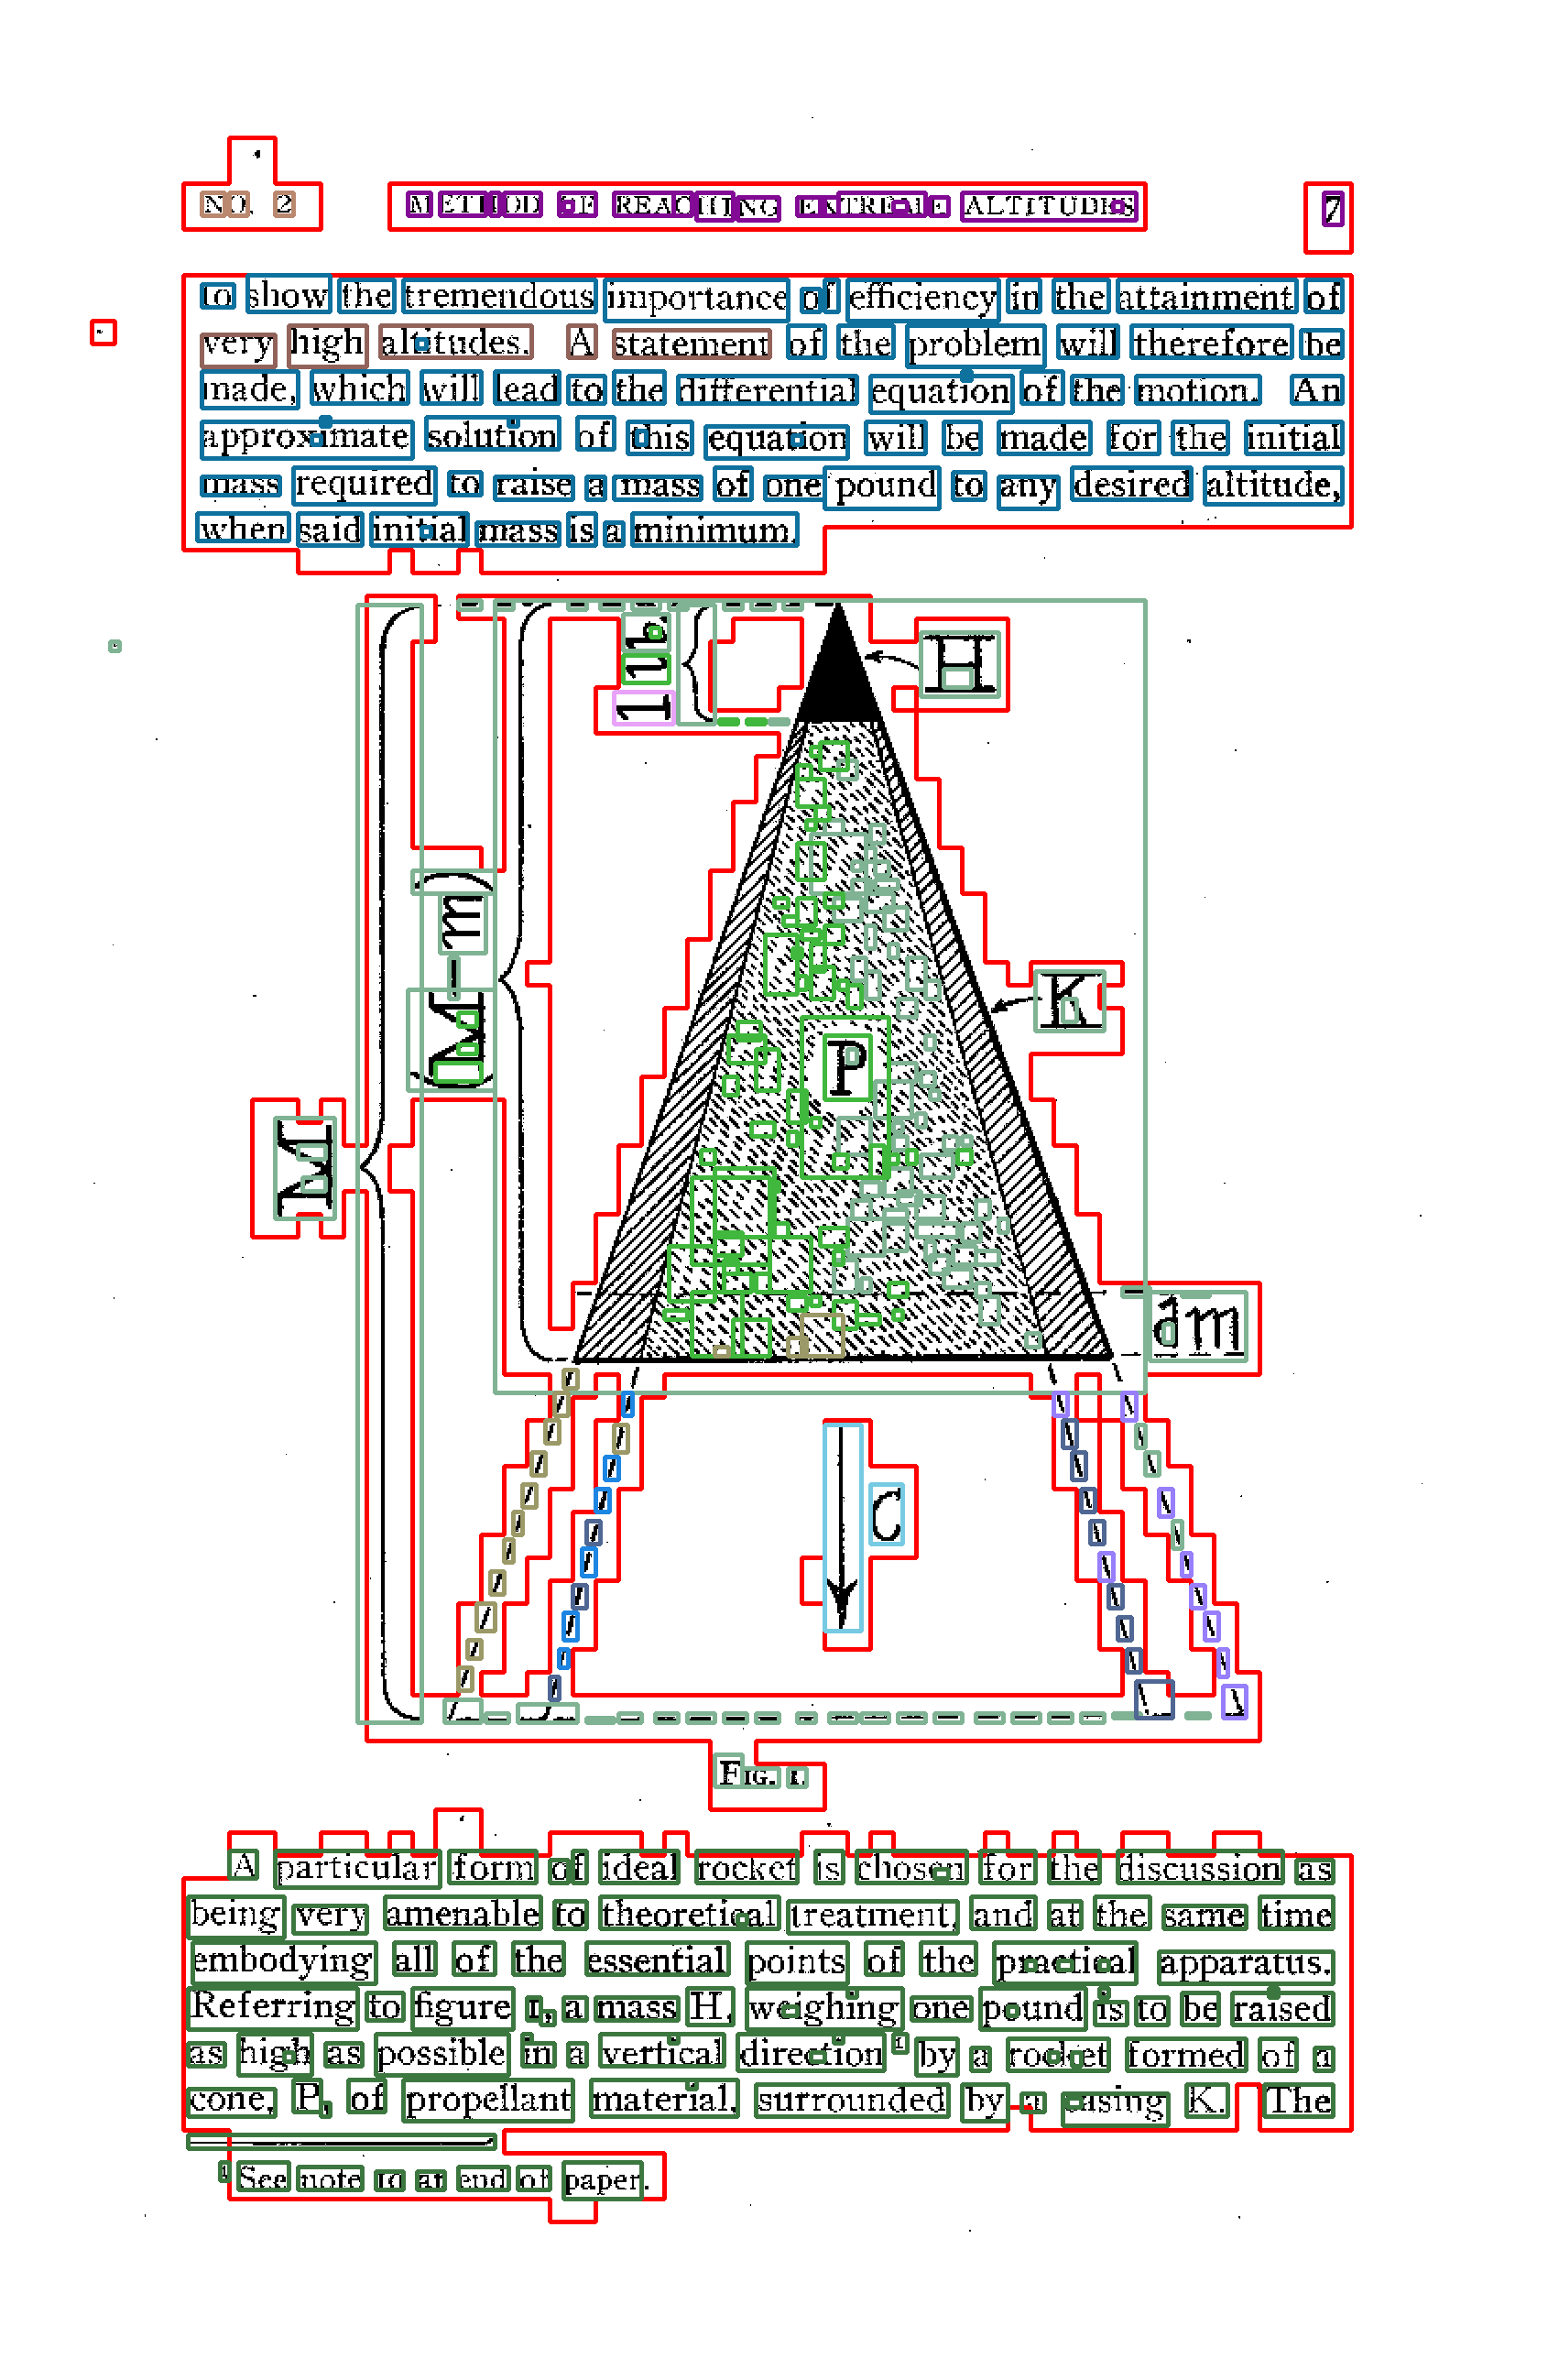 NO. 2 METHOD OF REACHING EXTREME ALTITUDES 7
to show the tremendous importance of efficiency in the attainment of
very high altitudes. A statement of the problem will therefore be
made, which will lead to the differential equation of the motion. An
approximate solution of this equation will be made for the initial
mass required to raise a mass of one pound to any desired altitude,
when said initial mass is a minimum.
1 lb.
H
(M—m)
K
P
M
dm
C
FIG. 1.
A particular form of ideal rocket is chosen for the discussion as
being very amenable to theoretical treatment, and at the same time
embodying all of the essential points of the practical apparatus.
Referring to figure 1, a mass H, weighing one pound is to be raised
as high as possible in a vertical direction ¹ by a rocket formed of a
cone, P, of propellant material, surrounded by a casing K. The
¹ See note 10 at end of paper.